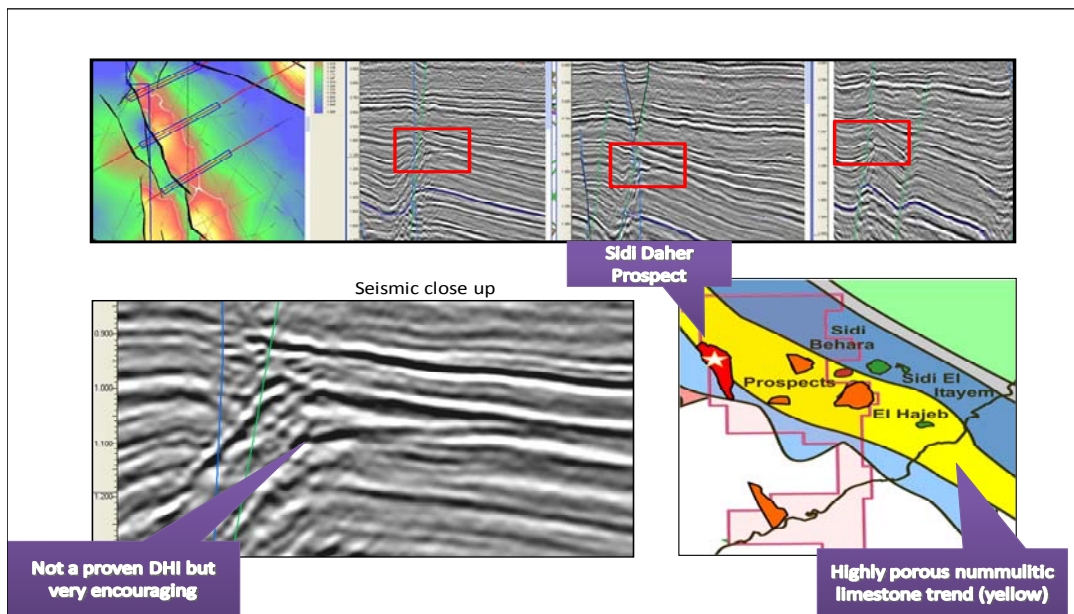 Sidi Daher
Prospect
Seismic close up
0.900
1.000
1.100
1.200
Not a proven DHI but
very encouraging
Sidi
Behara
Prospects
Sidi El
Itayem
El Hajeb
Highly porous nummulitic
limestone trend (yellow)